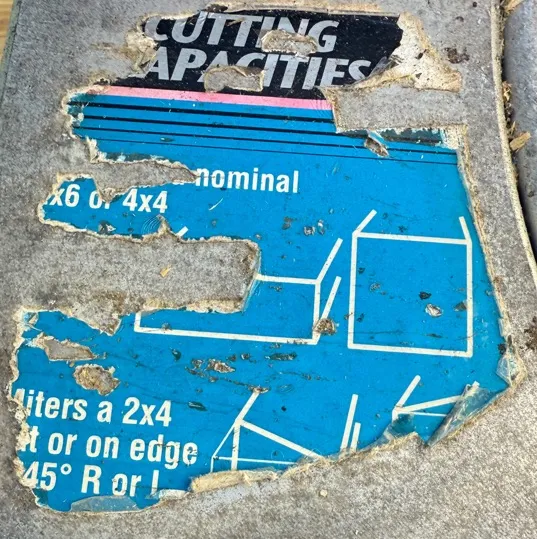 CUTTING
APACITIES
nominal
x6 or 4x4
liters a 2x4
t or on edge
45° R or L